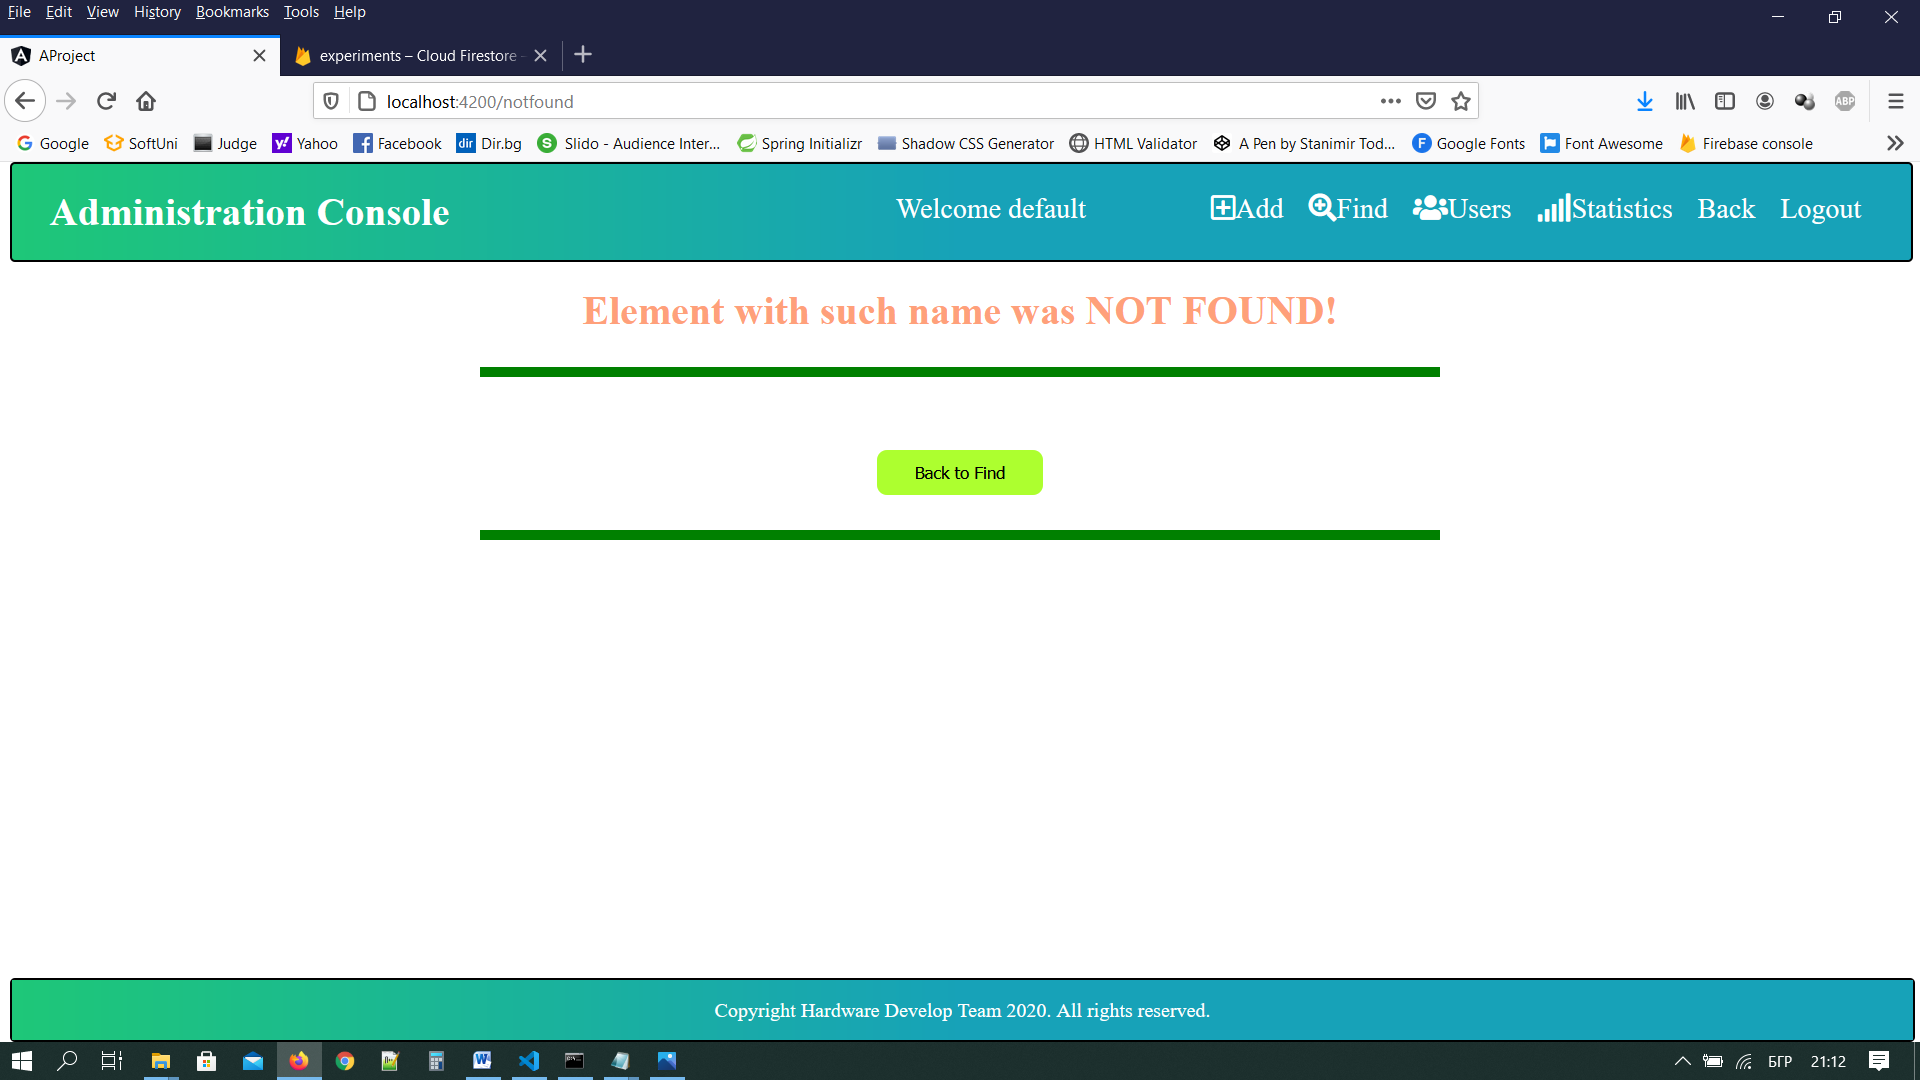 File Edit View History Bookmarks Tools Help
AProject
experiments – Cloud Firestore
localhost:4200/notfound
ABP
Google SoftUni Judge Yahoo Facebook dir Dir.bg S Slido - Audience Inter... Spring Initializr Shadow CSS Generator HTML Validator A Pen by Stanimir Tod... F Google Fonts Font Awesome Firebase console
Administration Console
Welcome default
Add Find Users Statistics Back Logout
Element with such name was NOT FOUND!
Back to Find
Copyright Hardware Develop Team 2020. All rights reserved.
БГР 21:12